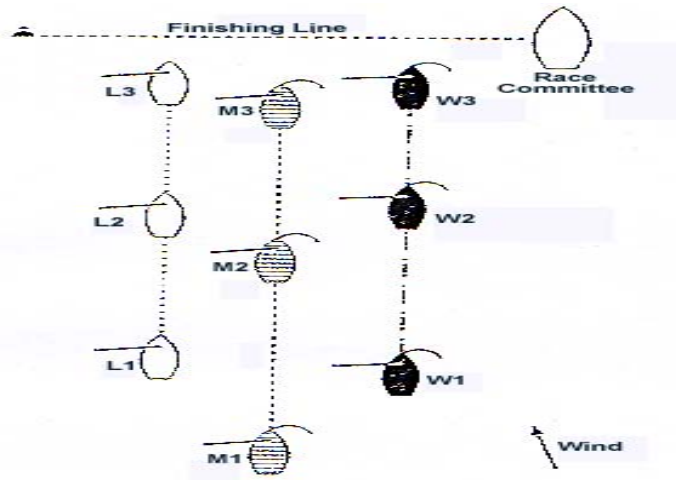 Finishing Line
Race
Committee
L3
M3
W3
L2
W2
M2
L1
W1
M1
Wind